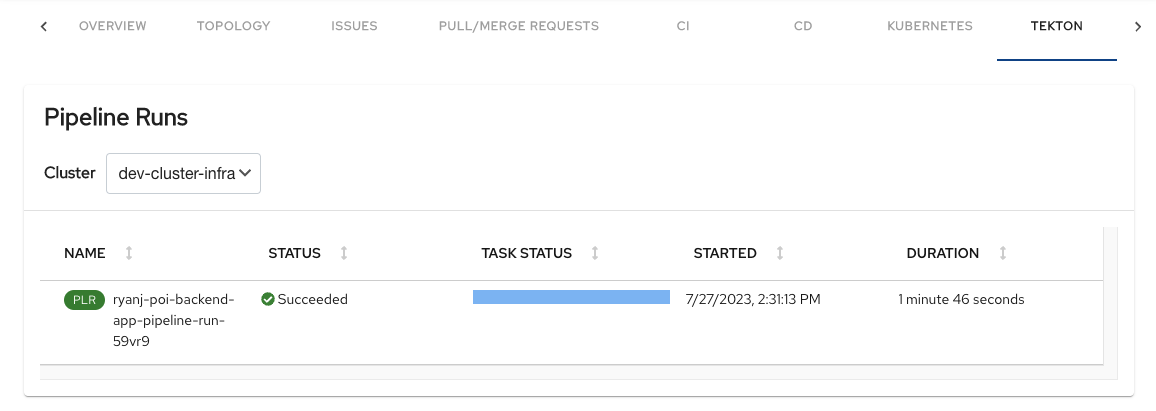 OVERVIEW TOPOLOGY ISSUES PULL/MERGE REQUESTS CI CD KUBERNETES TEKTON
Pipeline Runs
Cluster dev-cluster-infra
NAME STATUS TASK STATUS STARTED DURATION
PLR ryanj-poi-backend- Succeeded 7/27/2023, 2:31:13 PM 1 minute 46 seconds
app-pipeline-run-
59vr9